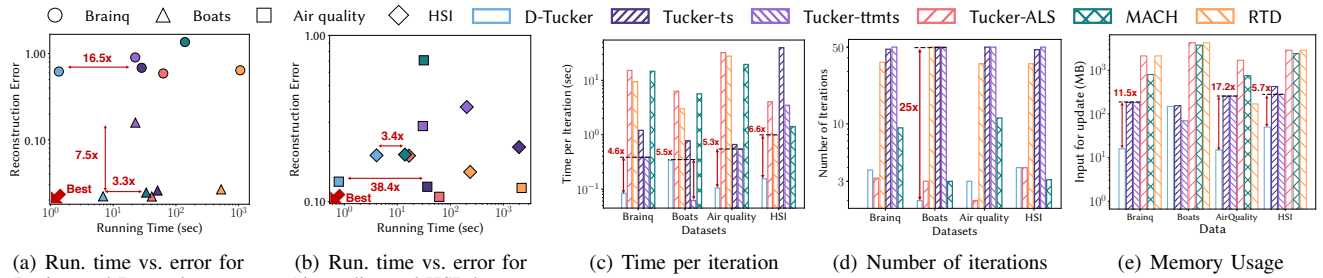 Brainq Boats Air quality HSI D-Tucker Tucker-ts Tucker-ttmts Tucker-ALS MACH RTD
Reconstruction Error
1.00
0.10
16.5x
7.5x
3.3x
Best
10^0 10^1 10^2 10^3
Running Time (sec)
(a) Run. time vs. error for
Reconstruction Error
1.00
0.10
3.4x
38.4x
Best
10^0 10^1 10^2 10^3
Running Time (sec)
(b) Run. time vs. error for
Time per Iteration (sec)
10^1
10^0
10^-1
4.6x
5.5x
5.3x
6.6x
Brainq Boats Air quality HSI
Datasets
(c) Time per iteration
Number of Iterations
50
10
3
25x
Brainq Boats Air quality HSI
Datasets
(d) Number of iterations
Input for update (MB)
10^3
10^2
10^1
10^0
11.5x
17.2x
5.7x
Brainq Boats AirQuality HSI
Data
(e) Memory Usage